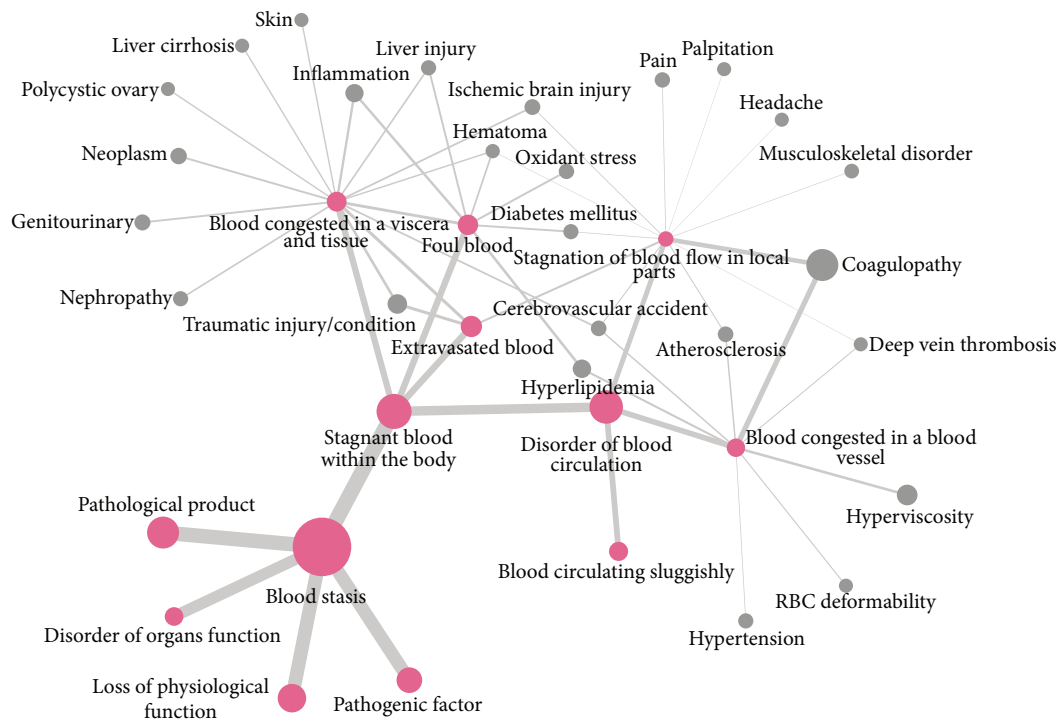 Skin
Liver cirrhosis
Liver injury
Inflammation
Pain
Palpitation
Polycystic ovary
Ischemic brain injury
Headache
Hematoma
Neoplasm
Oxidant stress
Musculoskeletal disorder
Genitourinary
Blood congested in a viscera
and tissue
Foul blood
Diabetes mellitus
Stagnation of blood flow in local
parts
Coagulopathy
Nephropathy
Traumatic injury/condition
Cerebrovascular accident
Extravasated blood
Atherosclerosis
Deep vein thrombosis
Hyperlipidemia
Stagnant blood
within the body
Disorder of blood
circulation
Blood congested in a blood
vessel
Pathological product
Hyperviscosity
Blood stasis
Blood circulating sluggishly
RBC deformability
Disorder of organs function
Hypertension
Loss of physiological
function
Pathogenic factor